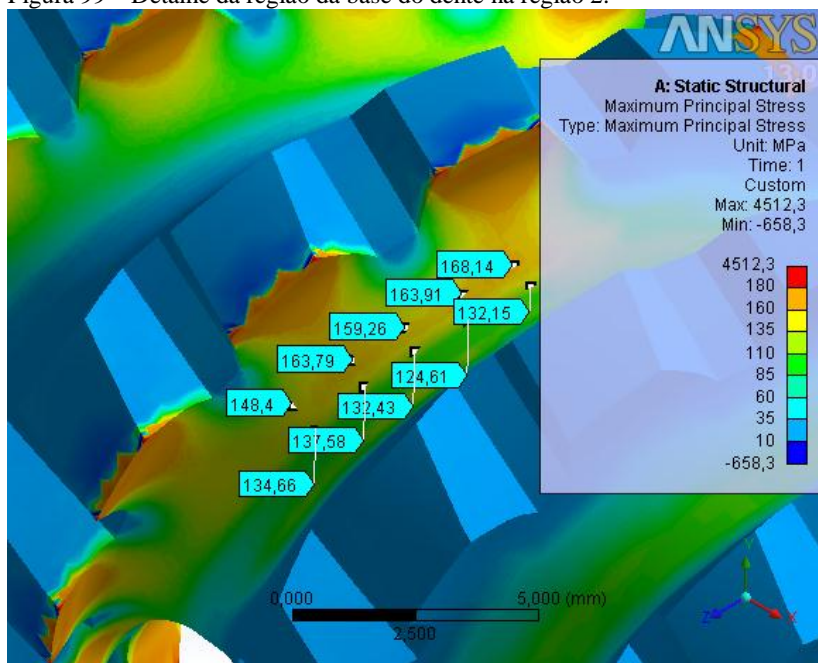 Figura 99 – Detalhe da região da base do dente na região 2.
ANSYS
13.0
A: Static Structural
Maximum Principal Stress
Type: Maximum Principal Stress
Unit: MPa
Time: 1
Custom
Max: 4512,3
Min: -658,3
4512,3
180
160
135
110
85
60
35
10
-658,3
168,14
163,91
132,15
159,26
163,79
124,61
148,4
132,43
137,58
134,66
0,000
5,000 (mm)
2,500
Y
Z
X